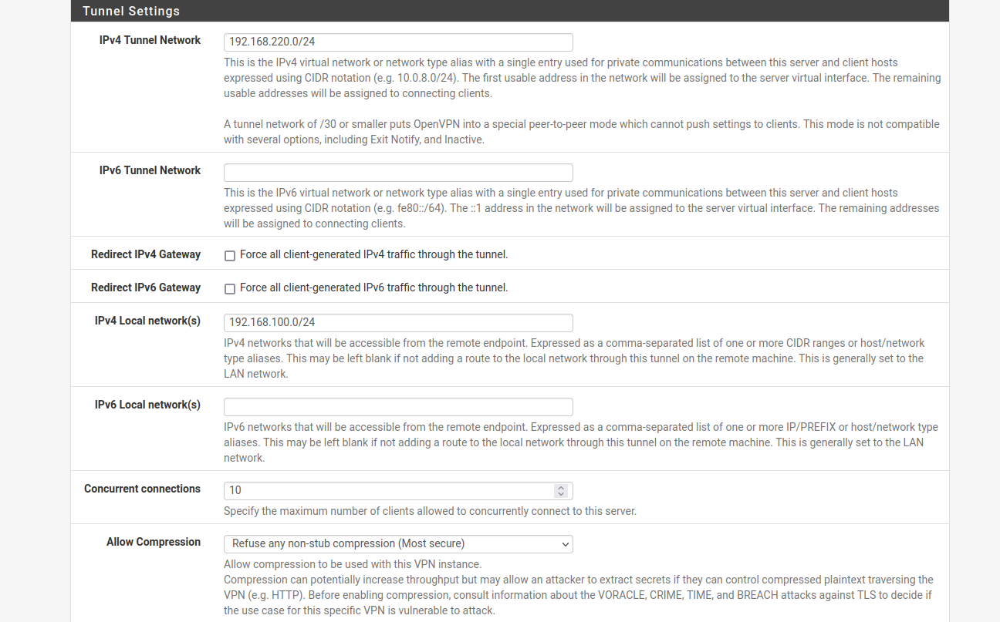 Tunnel Settings
IPv4 Tunnel Network
192.168.220.0/24
This is the IPv4 virtual network or network type alias with a single entry used for private communications between this server and client hosts
expressed using CIDR notation (e.g. 10.0.8.0/24). The first usable address in the network will be assigned to the server virtual interface. The remaining
usable addresses will be assigned to connecting clients.
A tunnel network of /30 or smaller puts OpenVPN into a special peer-to-peer mode which cannot push settings to clients. This mode is not compatible
with several options, including Exit Notify, and Inactive.
IPv6 Tunnel Network
This is the IPv6 virtual network or network type alias with a single entry used for private communications between this server and client hosts
expressed using CIDR notation (e.g. fe80::/64). The ::1 address in the network will be assigned to the server virtual interface. The remaining addresses
will be assigned to connecting clients.
Redirect IPv4 Gateway
Force all client-generated IPv4 traffic through the tunnel.
Redirect IPv6 Gateway
Force all client-generated IPv6 traffic through the tunnel.
IPv4 Local network(s)
192.168.100.0/24
IPv4 networks that will be accessible from the remote endpoint. Expressed as a comma-separated list of one or more CIDR ranges or host/network
type aliases. This may be left blank if not adding a route to the local network through this tunnel on the remote machine. This is generally set to the
LAN network.
IPv6 Local network(s)
IPv6 networks that will be accessible from the remote endpoint. Expressed as a comma-separated list of one or more IP/PREFIX or host/network type
aliases. This may be left blank if not adding a route to the local network through this tunnel on the remote machine. This is generally set to the LAN
network.
Concurrent connections
10
Specify the maximum number of clients allowed to concurrently connect to this server.
Allow Compression
Refuse any non-stub compression (Most secure)
Allow compression to be used with this VPN instance.
Compression can potentially increase throughput but may allow an attacker to extract secrets if they can control compressed plaintext traversing the
VPN (e.g. HTTP). Before enabling compression, consult information about the VORACLE, CRIME, TIME, and BREACH attacks against TLS to decide if
the use case for this specific VPN is vulnerable to attack.